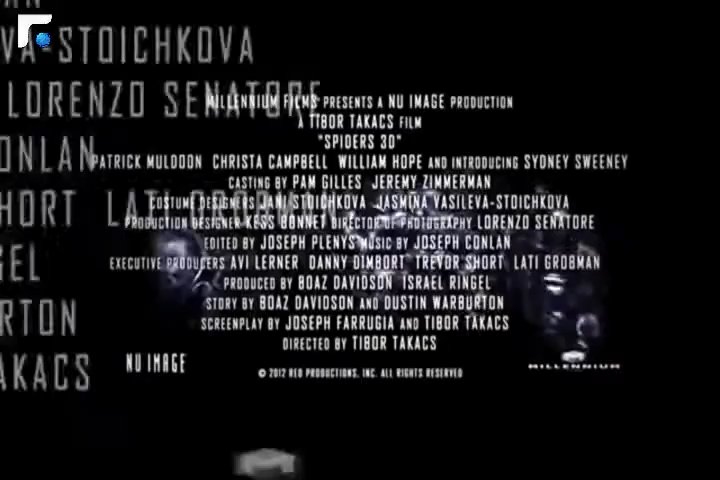 VA-STOICHKOVA
LORENZO SENATORE
ONLAN
HORT LATI
GEL
RTON
AKACS
MILLENNIUM FILMS PRESENTS A NU IMAGE PRODUCTION
A TIBOR TAKACS FILM
"SPIDERS 3D"
PATRICK MULDOON CHRISTA CAMPBELL WILLIAM HOPE AND INTRODUCING SYDNEY SWEENEY
CASTING BY PAM GILLES JEREMY ZIMMERMAN
COSTUME DESIGNERS JANI STOICHKOVA JASMINA VASILEVA-STOICHKOVA
PRODUCTION DESIGNER KESS BONNET DIRECTOR OF PHOTOGRAPHY LORENZO SENATORE
EDITED BY JOSEPH PLENYS MUSIC BY JOSEPH CONLAN
EXECUTIVE PRODUCERS AVI LERNER DANNY DIMBORT TREVOR SHORT LATI GROBMAN
PRODUCED BY BOAZ DAVIDSON ISRAEL RINGEL
STORY BY BOAZ DAVIDSON AND DUSTIN WARBURTON
SCREENPLAY BY JOSEPH FARRUGIA AND TIBOR TAKACS
DIRECTED BY TIBOR TAKACS
NU IMAGE
MILLENNIUM
© 2012 REO PRODUCTIONS, INC. ALL RIGHTS RESERVED